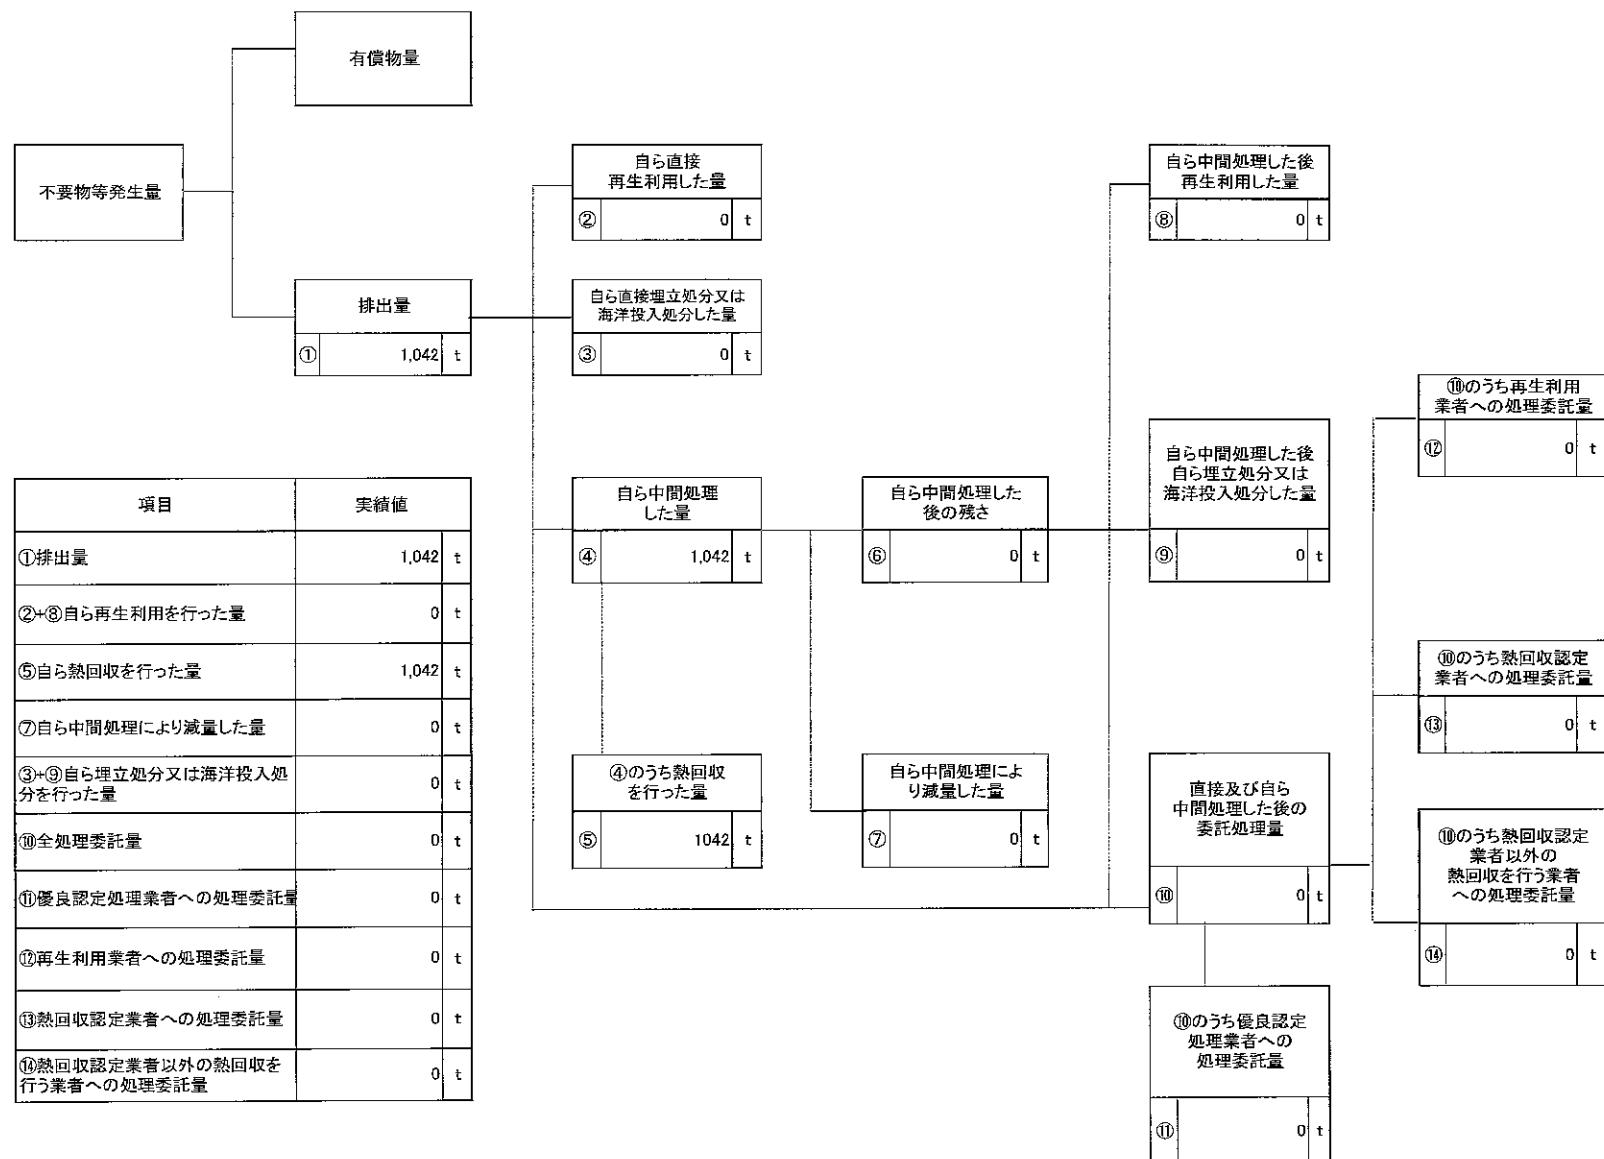 有償物量
不要物等発生量
排出量
① 1,042 t
自ら直接
再生利用した量
② 0 t
自ら直接埋立処分又は
海洋投入処分した量
③ 0 t
自ら中間処理
した量
④ 1,042 t
④のうち熱回収
を行った量
⑤ 1042 t
自ら中間処理した
後の残さ
⑥ 0 t
自ら中間処理によ
り減量した量
⑦ 0 t
自ら中間処理した後
再生利用した量
⑧ 0 t
自ら中間処理した後
自ら埋立処分又は
海洋投入処分した量
⑨ 0 t
直接及び自ら
中間処理した後の
委託処理量
⑩ 0 t
⑩のうち優良認定
処理業者への
処理委託量
⑪ 0 t
⑩のうち再生利用
業者への処理委託量
⑫ 0 t
⑩のうち熱回収認定
業者への処理委託量
⑬ 0 t
⑩のうち熱回収認定
業者以外の
熱回収を行う業者
への処理委託量
⑭ 0 t
項目 実績値
①排出量 1,042 t
②+⑧自ら再生利用を行った量 0 t
⑤自ら熱回収を行った量 1,042 t
⑦自ら中間処理により減量した量 0 t
③+⑨自ら埋立処分又は海洋投入処
分を行った量 0 t
⑩全処理委託量 0 t
⑪優良認定処理業者への処理委託量 0 t
⑫再生利用業者への処理委託量 0 t
⑬熱回収認定業者への処理委託量 0 t
⑭熱回収認定業者以外の熱回収を
行う業者への処理委託量 0 t